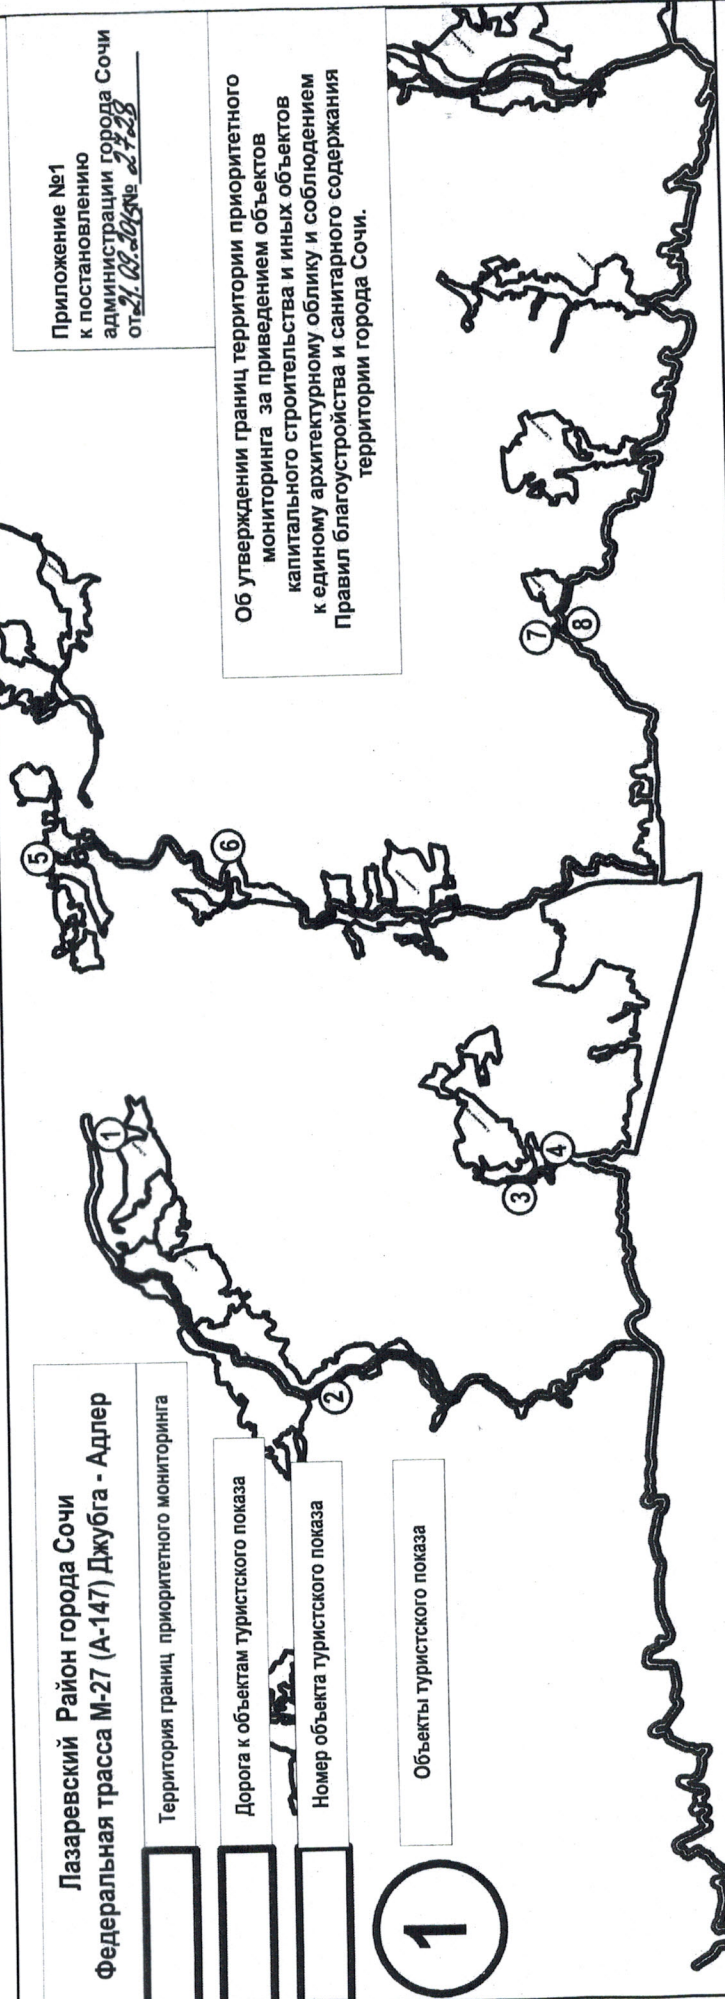 Лазаревский Район города Сочи
Федеральная трасса М-27 (А-147) Джубга - Адлер
Территория границ приоритетного мониторинга
Дорога к объектам туристского показа
Номер объекта туристского показа
1
Объекты туристского показа
Приложение №1
к постановлению
администрации города Сочи
от 21.09.2015 № 2728
Об утверждении границ территории приоритетного
мониторинга за приведением объектов
капитального строительства и иных объектов
к единому архитектурному облику и соблюдением
Правил благоустройства и санитарного содержания
территории города Сочи.
1
2
3
4
5
6
7
8